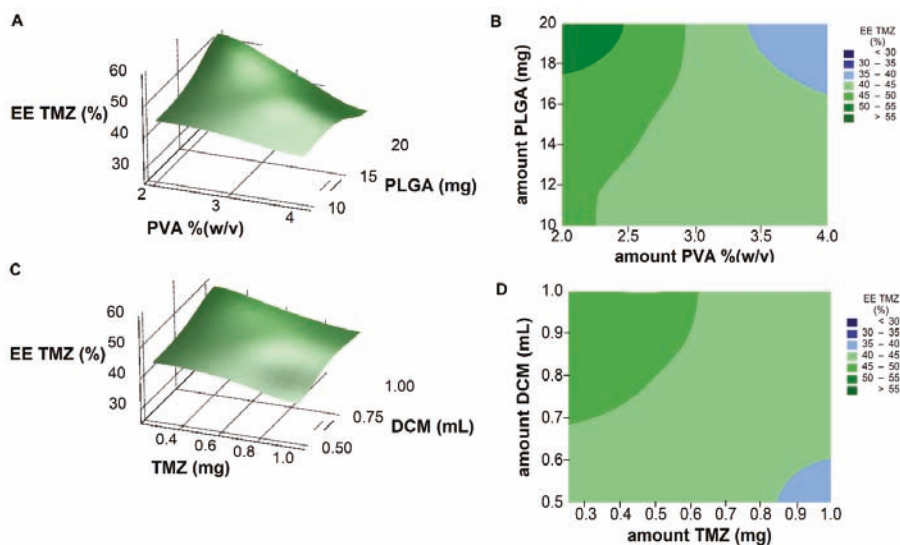 A
60
50
EE TMZ (%)
40
30
2
3
4
PVA %(w/v)
10
15
20
PLGA (mg)
B
20
18
16
14
12
10
amount PLGA (mg)
2.0 2.5 3.0 3.5 4.0
amount PVA %(w/v)
EE TMZ
(%)
< 30
30 – 35
35 – 40
40 – 45
45 – 50
50 – 55
> 55
C
60
50
EE TMZ (%)
40
30
0.4 0.6 0.8 1.0
TMZ (mg)
0.50
0.75
1.00
DCM (mL)
D
1.0
0.9
0.8
0.7
0.6
0.5
amount DCM (mL)
0.3 0.4 0.5 0.6 0.7 0.8 0.9 1.0
amount TMZ (mg)
EE TMZ
(%)
< 30
30 – 35
35 – 40
40 – 45
45 – 50
50 – 55
> 55